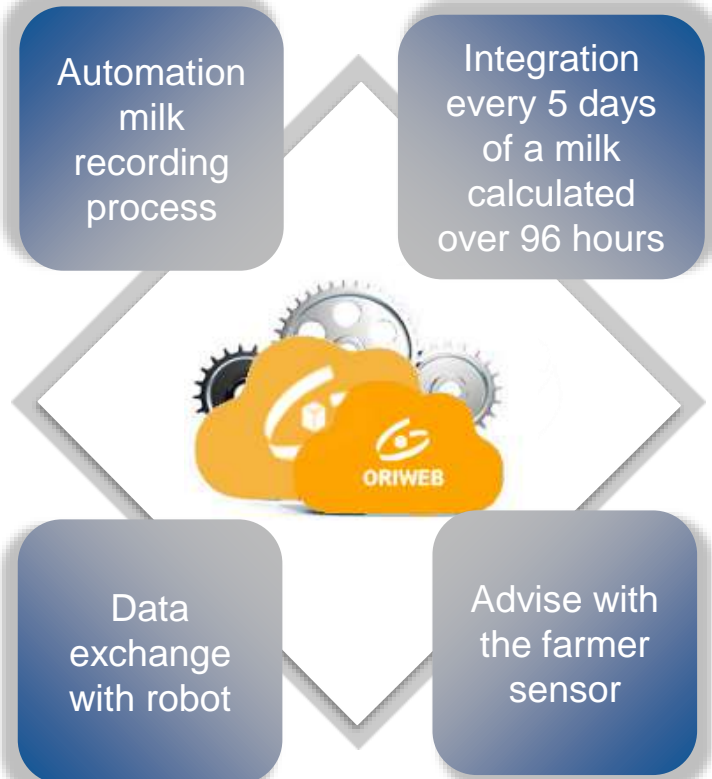 Automation
milk
recording
process
Integration
every 5 days
of a milk
calculated
over 96 hours
ORIWEB
Data
exchange
with robot
Advise with
the farmer
sensor